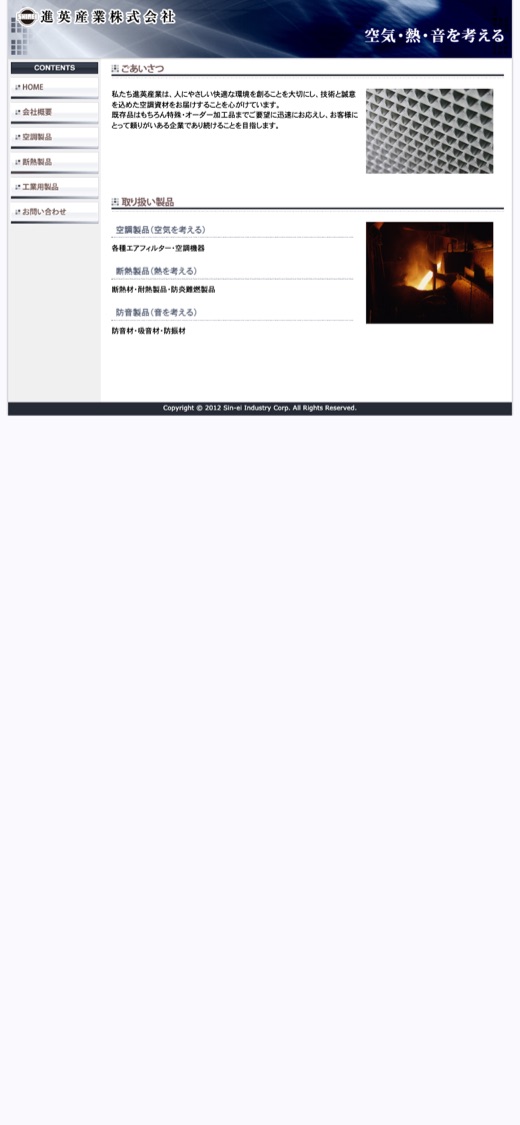 SHINEI 進英産業株式会社
空気・熱・音を考える
CONTENTS
HOME
会社概要
空調製品
断熱製品
工業用製品
お問い合わせ
ごあいさつ
私たち進英産業は、人にやさしい快適な環境を創ることを大切にし、技術と誠意
を込めた空調資材をお届けすることを心がけています。
既存品はもちろん特殊・オーダー加工品までご要望に迅速にお応えし、お客様に
とって頼りがいある企業であり続けることを目指します。
取り扱い製品
空調製品（空気を考える）
各種エアフィルター・空調機器
断熱製品（熱を考える）
断熱材・耐熱製品・防炎難燃製品
防音製品（音を考える）
防音材・吸音材・防振材
Copyright © 2012 Sin-ei Industry Corp. All Rights Reserved.